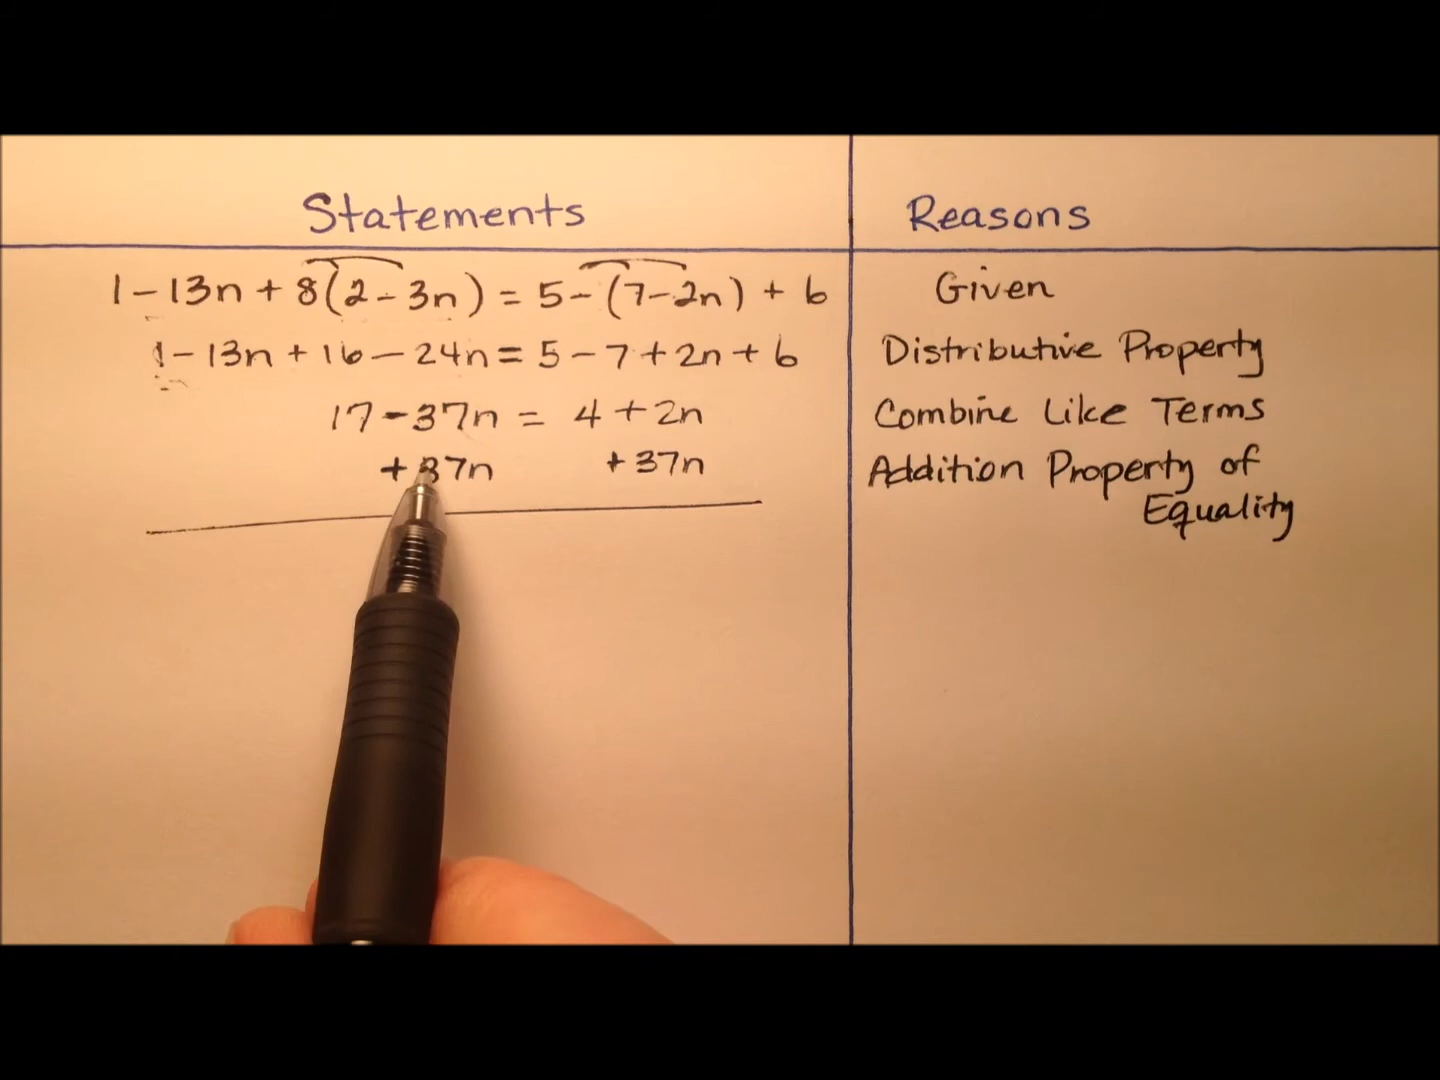 Statements Reasons
1 - 13n + 8(2 - 3n) = 5 - (7 - 2n) + 6 Given
1 - 13n + 16 - 24n = 5 - 7 + 2n + 6 Distributive Property
17 - 37n = 4 + 2n Combine Like Terms
+ 37n + 37n Addition Property of
Equality